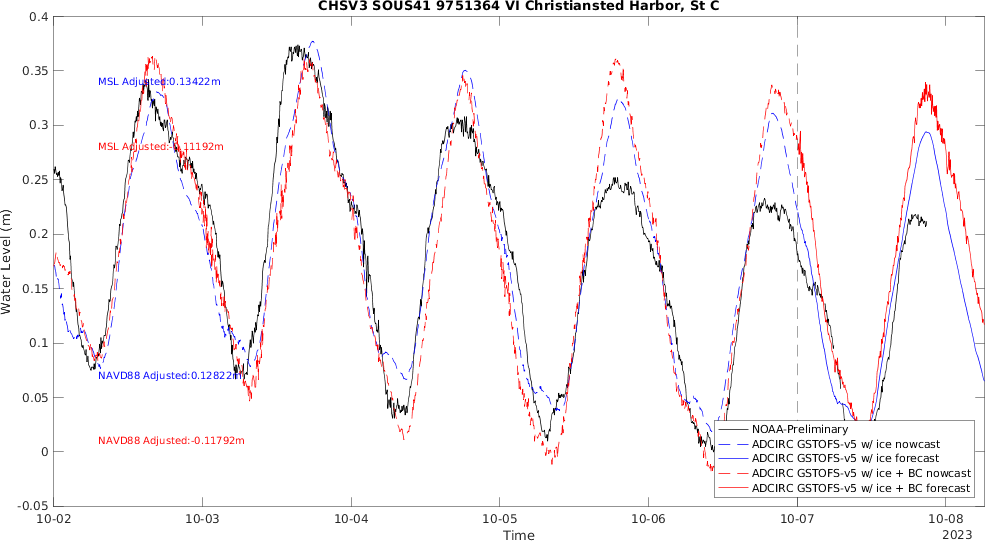 CHSV3 SOUS41 9751364 VI Christiansted Harbor, St C
0.4
0.35
0.3
0.25
0.2
0.15
0.1
0.05
0
-0.05
Water Level (m)
MSL Adjusted:0.13422m
MSL Adjusted:-0.11192m
NAVD88 Adjusted:0.12822m
NAVD88 Adjusted:-0.11792m
NOAA-Preliminary
ADCIRC GSTOFS-v5 w/ ice nowcast
ADCIRC GSTOFS-v5 w/ ice forecast
ADCIRC GSTOFS-v5 w/ ice + BC nowcast
ADCIRC GSTOFS-v5 w/ ice + BC forecast
10-02 10-03 10-04 10-05 10-06 10-07 10-08
Time
2023